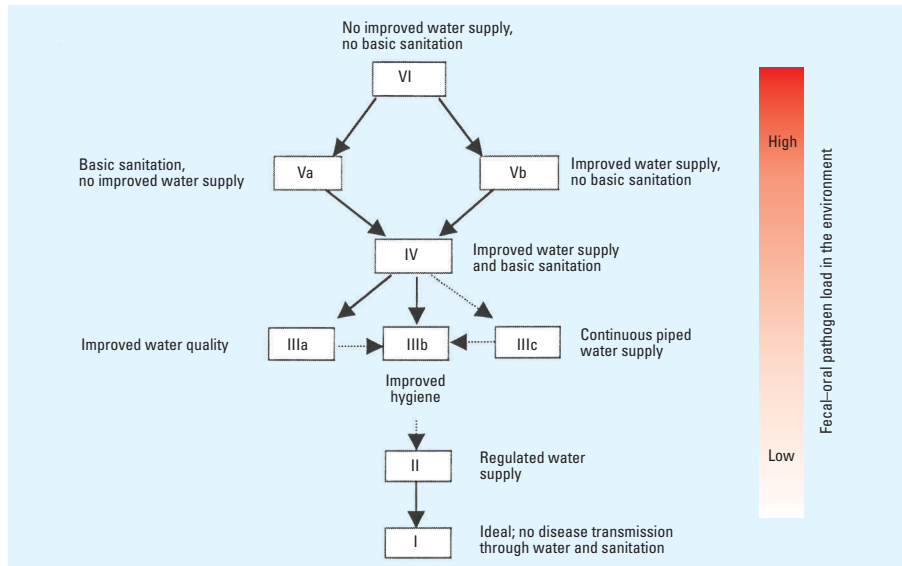 No improved water supply,
no basic sanitation
VI
Basic sanitation,
no improved water supply
Va
Vb
Improved water supply,
no basic sanitation
IV
Improved water supply
and basic sanitation
Improved water quality
IIIa
IIIb
IIIc
Continuous piped
water supply
Improved
hygiene
II
Regulated water
supply
I
Ideal; no disease transmission
through water and sanitation
High
Low
Fecal–oral pathogen load in the environment